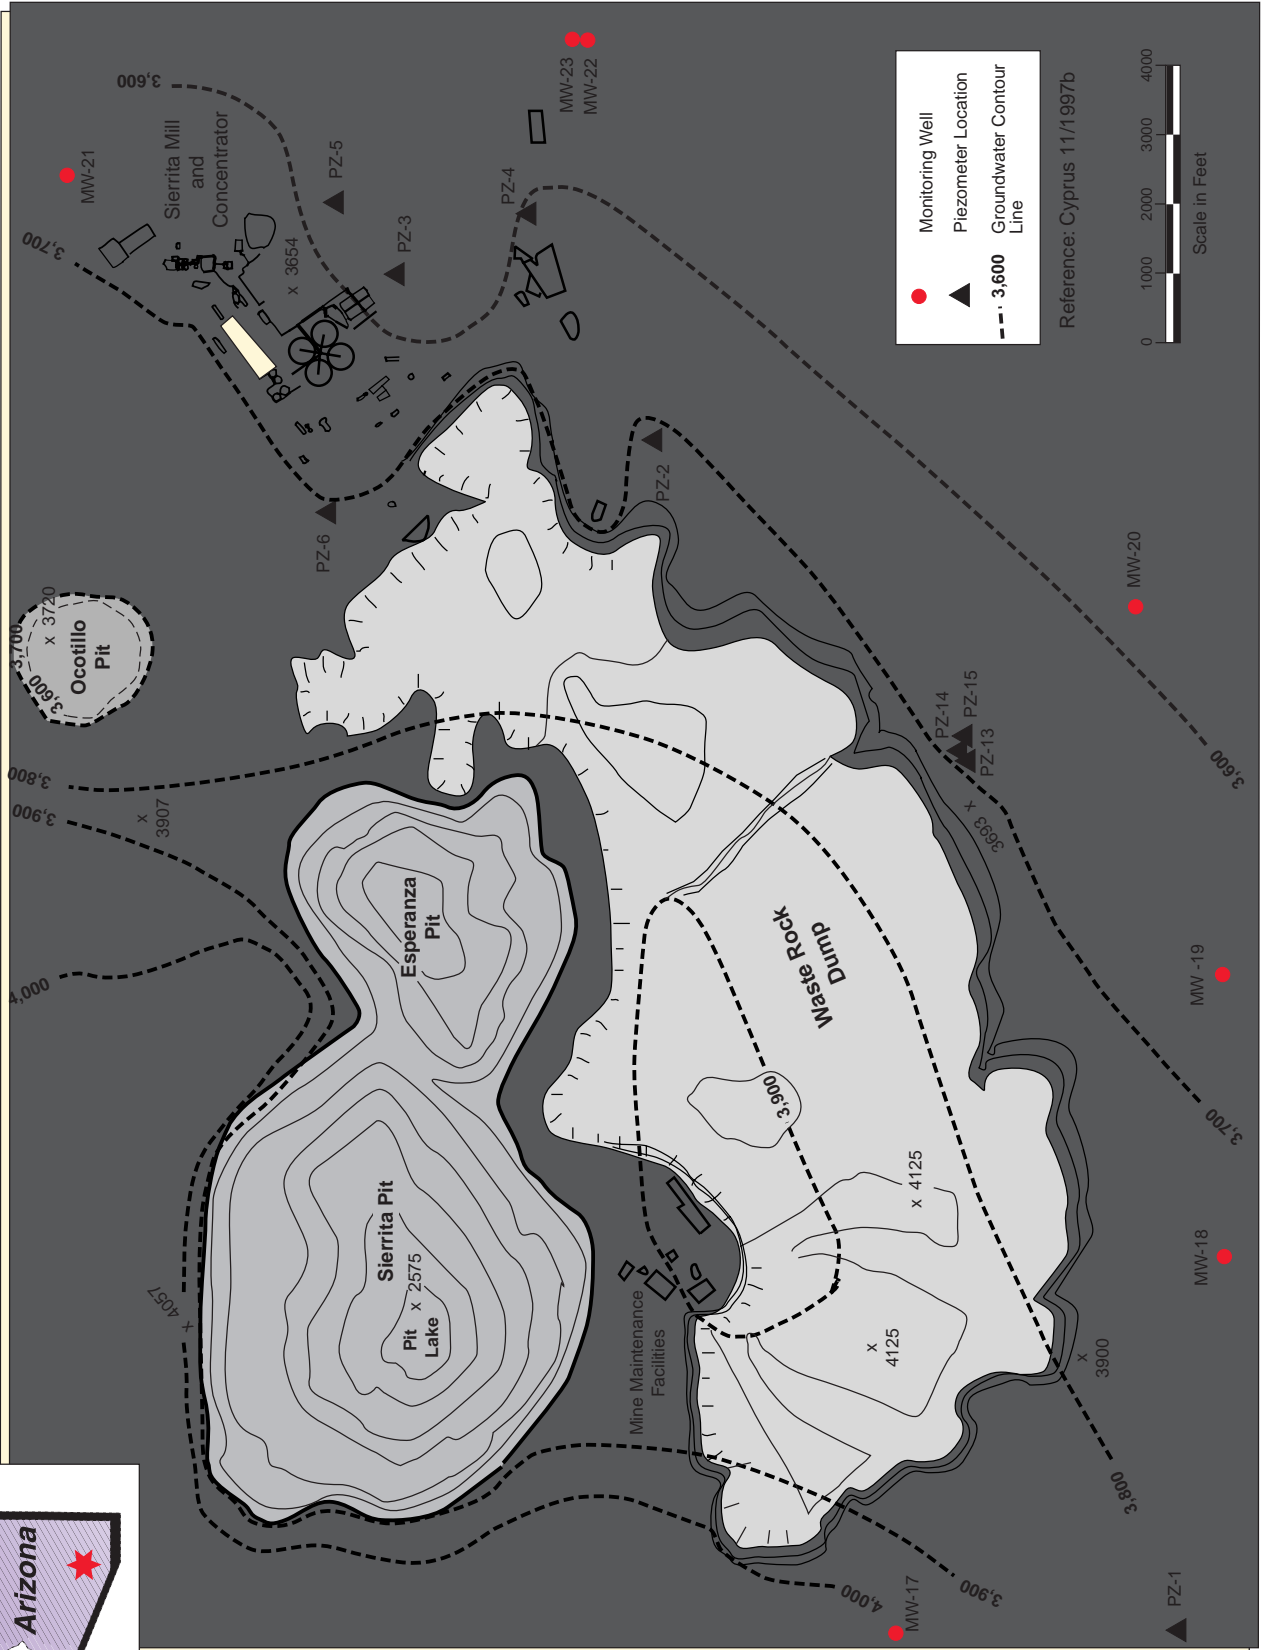 3,600
MW-21
Sierrita Mill
and
Concentrator
MW-23
MW-22
PZ-5
PZ-4
PZ-3
3,700
x 3654
Monitoring Well
Piezometer Location
3,600 Groundwater Contour
Line
Reference: Cyprus 11/1997b
0 1000 2000 3000 4000
Scale in Feet
PZ-2
PZ-6
x 3720
3,700
3,600
Ocotillo
Pit
MW-20
PZ-14
PZ-15
PZ-13
3,600
3693 x
3,800
3,900
x
3907
Esperanza
Pit
Waste Rock
Dump
4,000
MW -19
3,900
3,700
x 4125
Sierrita Pit
x 2575
Pit
Lake
4057
x
MW-18
Mine Maintenance
Facilities
x
4125
x
3900
3,800
4,000
3,900
MW-17
PZ-1
Arizona